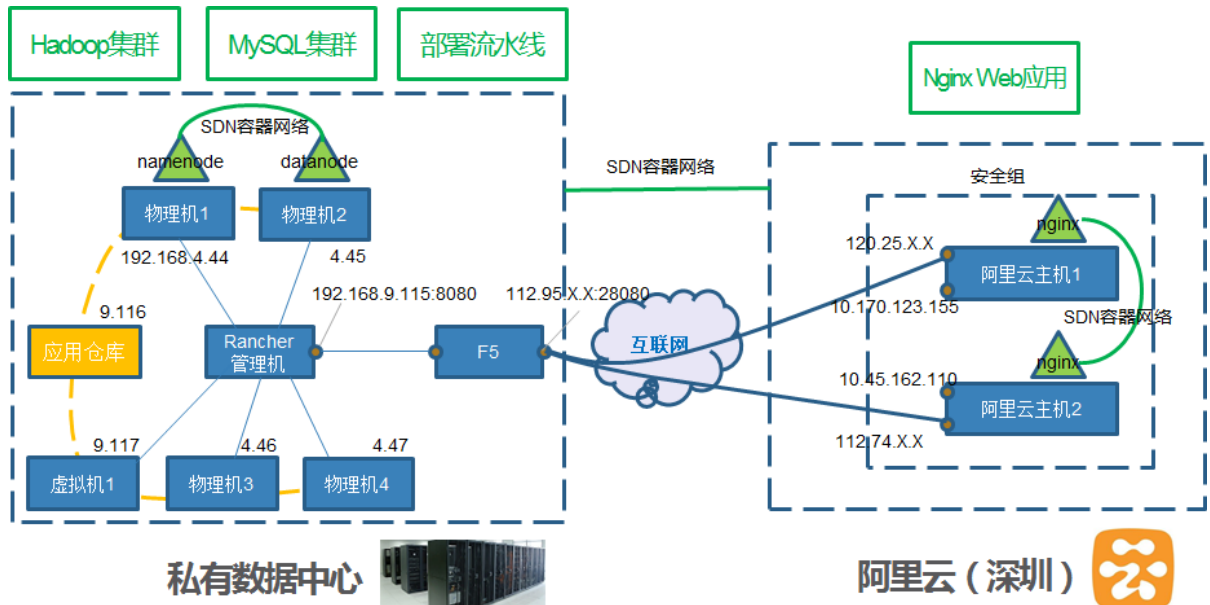 Hadoop集群
MySQL集群
部署流水线
Nginx Web应用
SDN容器网络
namenode
datanode
物理机1
物理机2
192.168.4.44
4.45
SDN容器网络
安全组
nginx
120.25.X.X
阿里云主机1
10.170.123.155
192.168.9.115:8080
112.95.X.X:28080
9.116
应用仓库
Rancher
管理机
F5
互联网
SDN容器网络
nginx
10.45.162.110
阿里云主机2
112.74.X.X
9.117
4.46
4.47
虚拟机1
物理机3
物理机4
私有数据中心
阿里云（深圳）